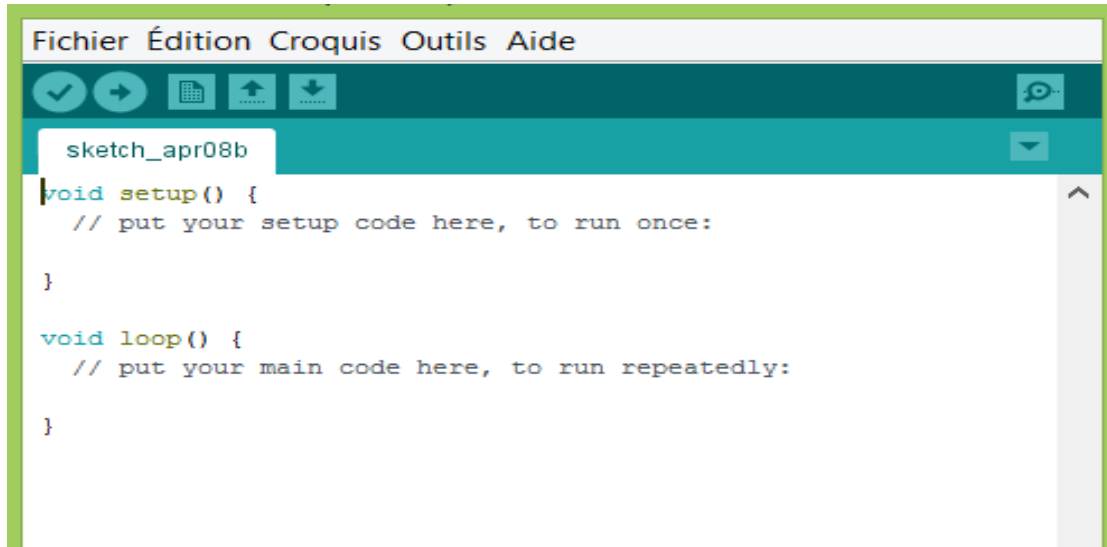 Fichier Édition Croquis Outils Aide
sketch_apr08b
void setup() {
  // put your setup code here, to run once:
}
void loop() {
  // put your main code here, to run repeatedly:
}